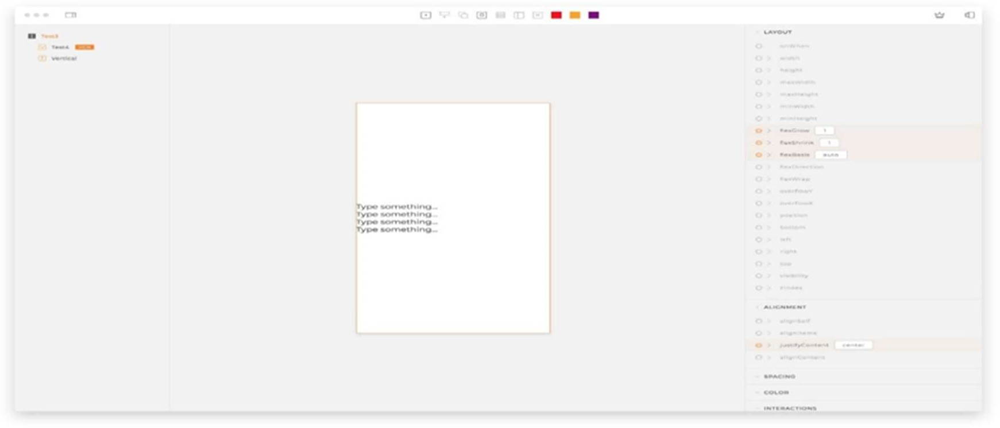 Test3
Test4
Vertical
Type something...
Type something...
Type something...
Type something...
LAYOUT
onWhen
width
height
maxWidth
maxHeight
minWidth
minHeight
flexGrow 1
flexShrink 1
flexBasis auto
flexDirection
flexWrap
overflowY
overflowX
position
bottom
left
right
top
visibility
zIndex
ALIGNMENT
alignSelf
alignItems
justifyContent center
alignContent
SPACING
COLOR
INTERACTIONS